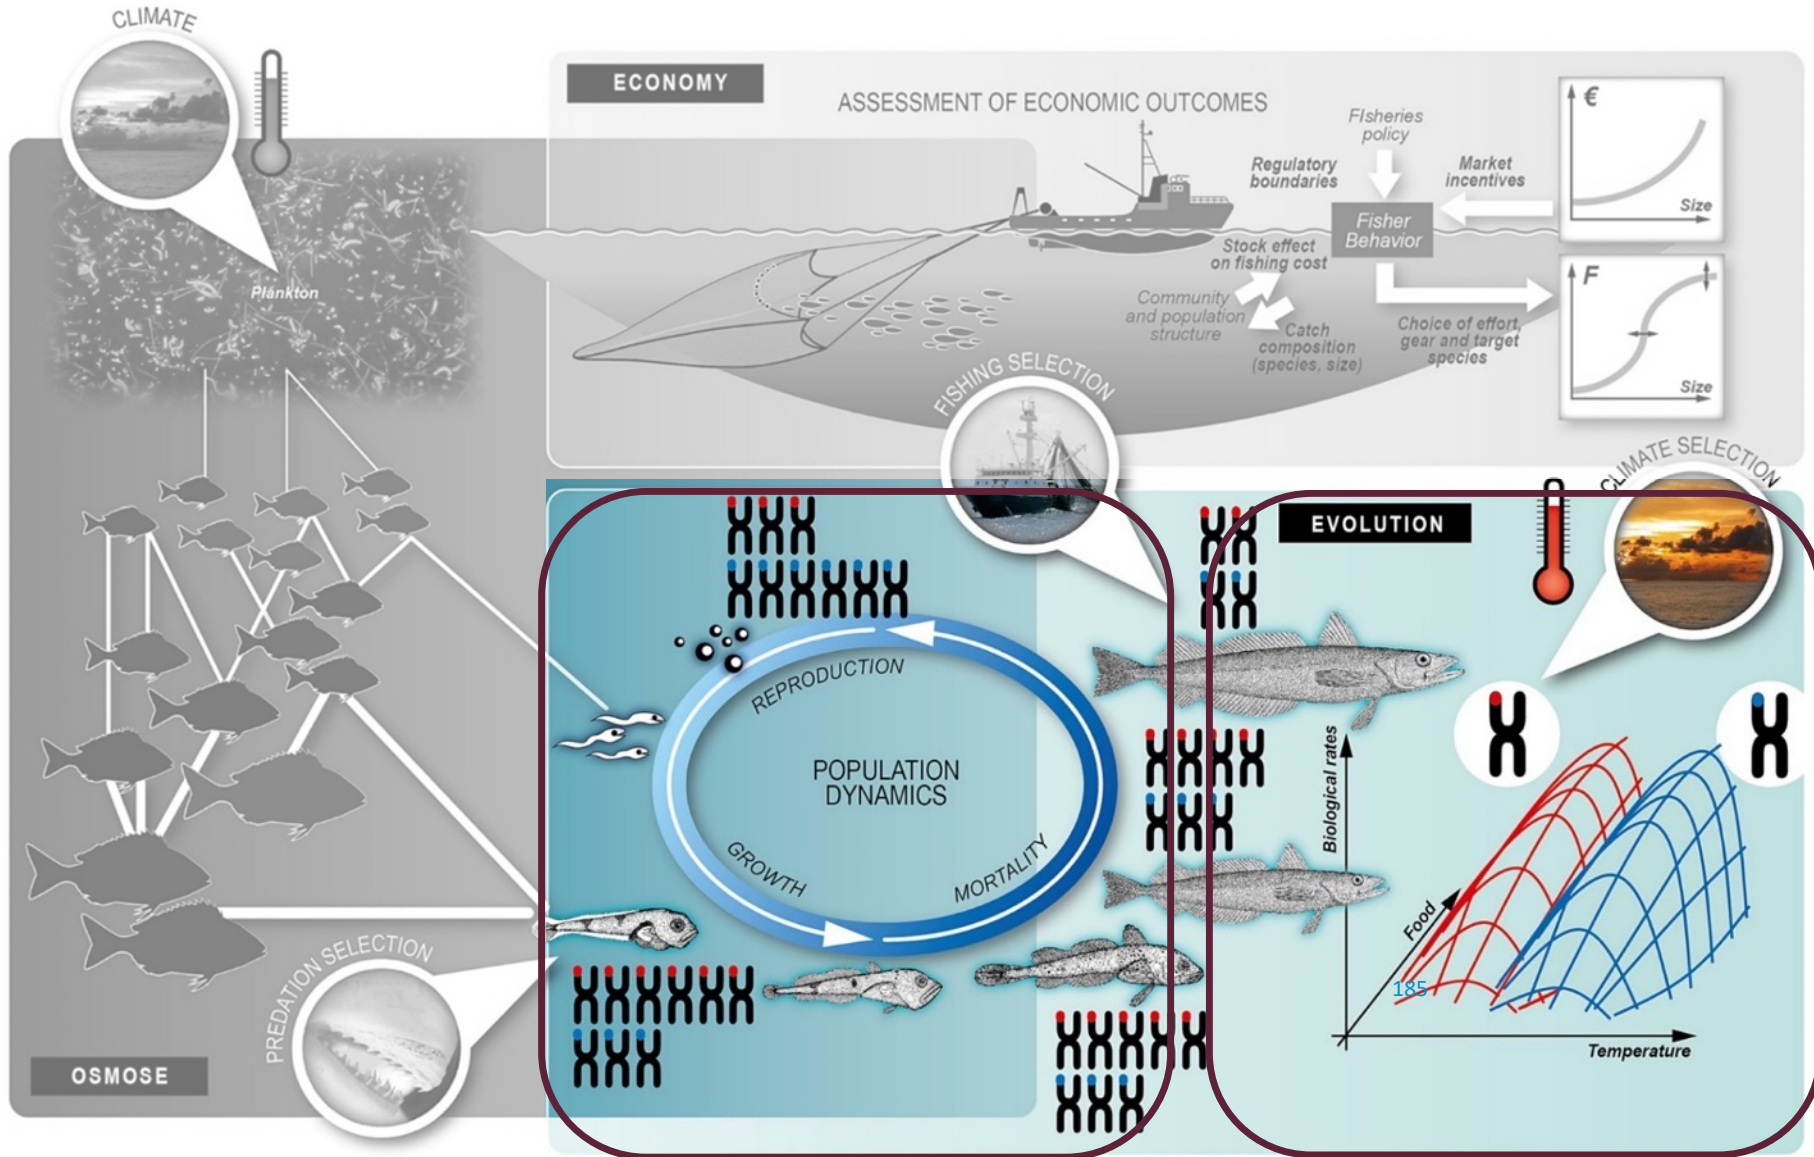 CLIMATE
ECONOMY
ASSESSMENT OF ECONOMIC OUTCOMES
FIsheries
policy
Regulatory
boundaries
Market
incentives
€
Size
Fisher
Behavior
Stock effect
on fishing cost
Plankton
Community
and population
structure
Catch
composition
(species, size)
Choice of effort,
gear and target
species
F
Size
FISHING SELECTION
CLIMATE SELECTION
EVOLUTION
REPRODUCTION
POPULATION
DYNAMICS
GROWTH
MORTALITY
Biological rates
Food
185
Temperature
PREDATION SELECTION
OSMOSE